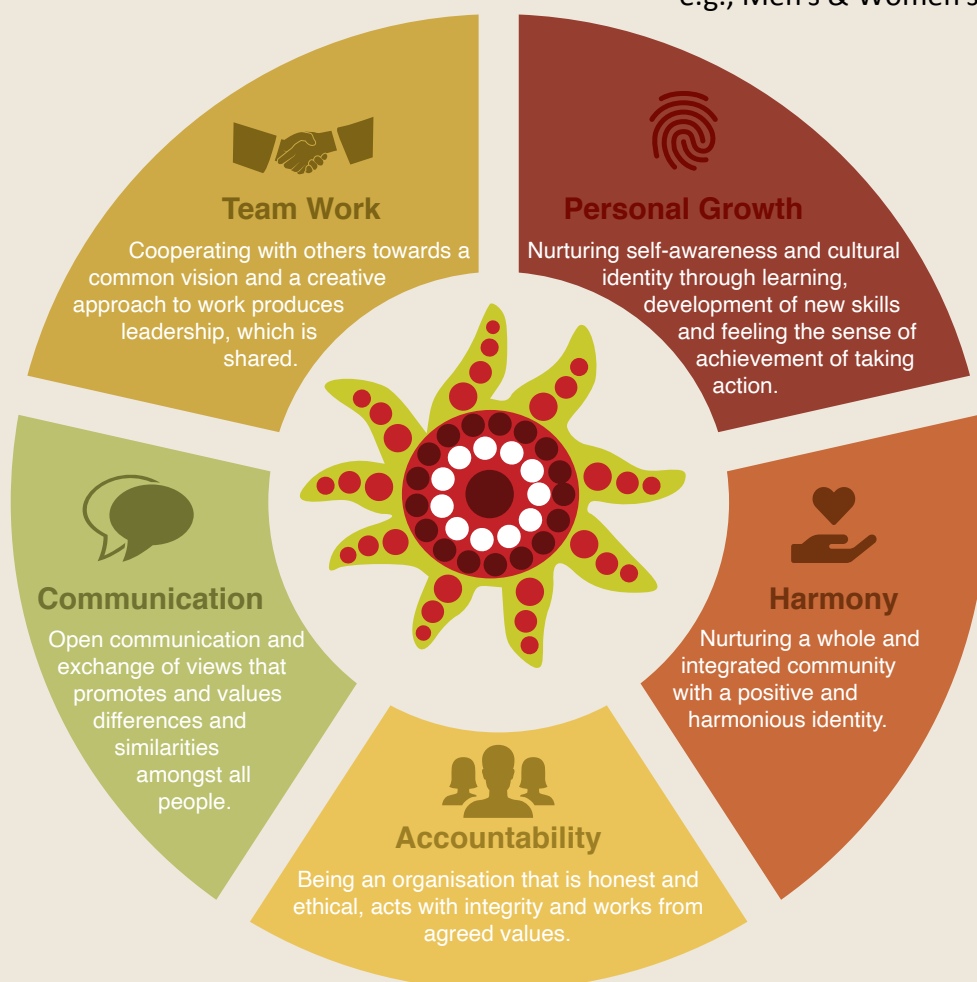 e.g., Men's & Women's
Team Work
Cooperating with others towards a
common vision and a creative
approach to work produces
leadership, which is
shared.
Personal Growth
Nurturing self-awareness and cultural
identity through learning,
development of new skills
and feeling the sense of
achievement of taking
action.
Communication
Open communication and
exchange of views that
promotes and values
differences and
similarities
amongst all
people.
Harmony
Nurturing a whole and
integrated community
with a positive and
harmonious identity.
Accountability
Being an organisation that is honest and
ethical, acts with integrity and works from
agreed values.